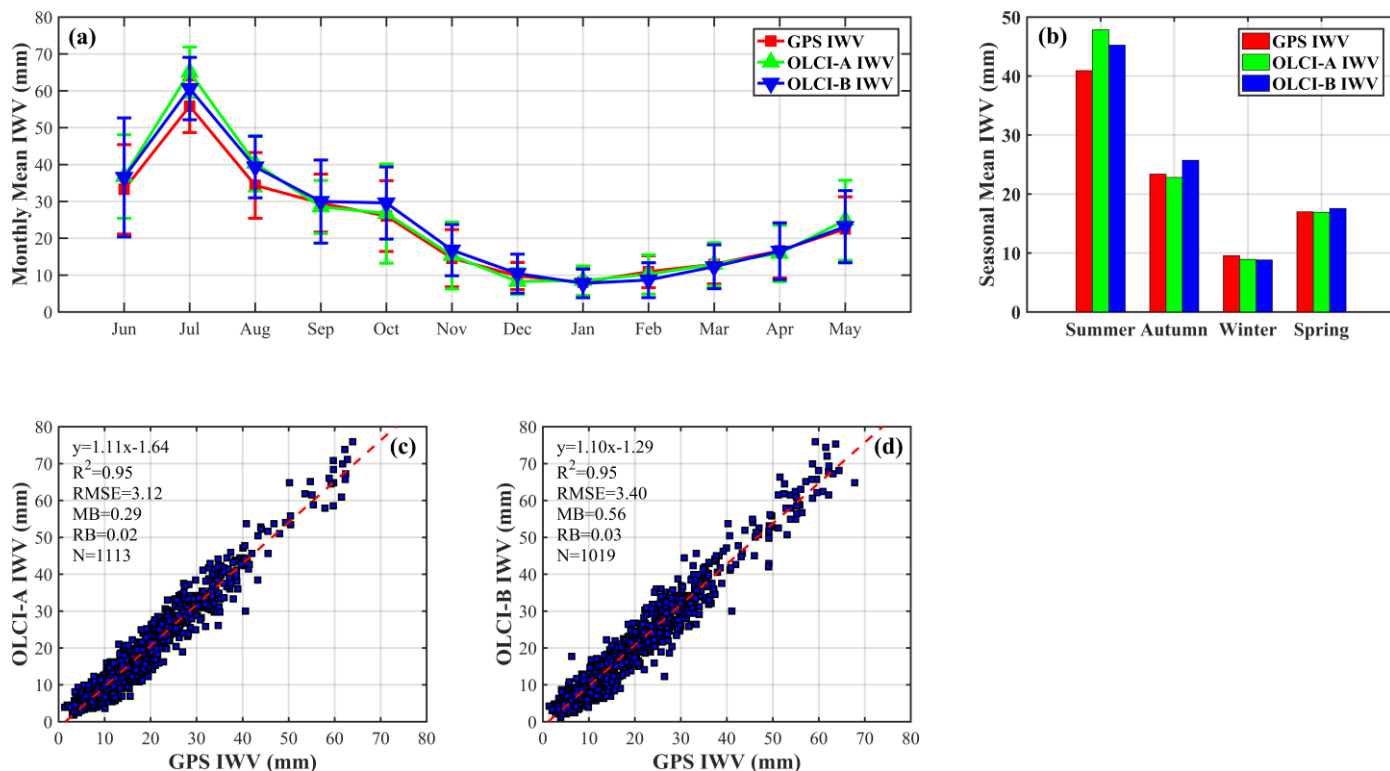 (a)
GPS IWV
OLCI-A IWV
OLCI-B IWV
Monthly Mean IWV (mm)
80
70
60
50
40
30
20
10
0
Jun Jul Aug Sep Oct Nov Dec Jan Feb Mar Apr May
(b)
GPS IWV
OLCI-A IWV
OLCI-B IWV
Seasonal Mean IWV (mm)
50
40
30
20
10
0
Summer Autumn Winter Spring
(c)
y=1.11x-1.64
R²=0.95
RMSE=3.12
MB=0.29
RB=0.02
N=1113
OLCI-A IWV (mm)
80
70
60
50
40
30
20
10
0
0 10 20 30 40 50 60 70 80
GPS IWV (mm)
(d)
y=1.10x-1.29
R²=0.95
RMSE=3.40
MB=0.56
RB=0.03
N=1019
OLCI-B IWV (mm)
80
70
60
50
40
30
20
10
0
0 10 20 30 40 50 60 70 80
GPS IWV (mm)